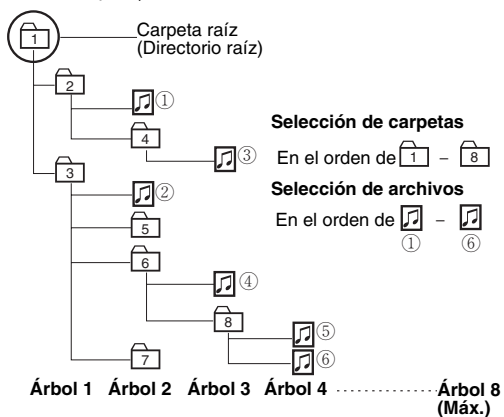 Carpeta raíz
(Directorio raíz)
1
2
①
4
③
3
②
5
6
④
8
⑤
⑥
7
Selección de carpetas
En el orden de 1 – 8
Selección de archivos
En el orden de –
① ⑥
Árbol 1 Árbol 2 Árbol 3 Árbol 4 ............ Árbol 8
(Máx.)